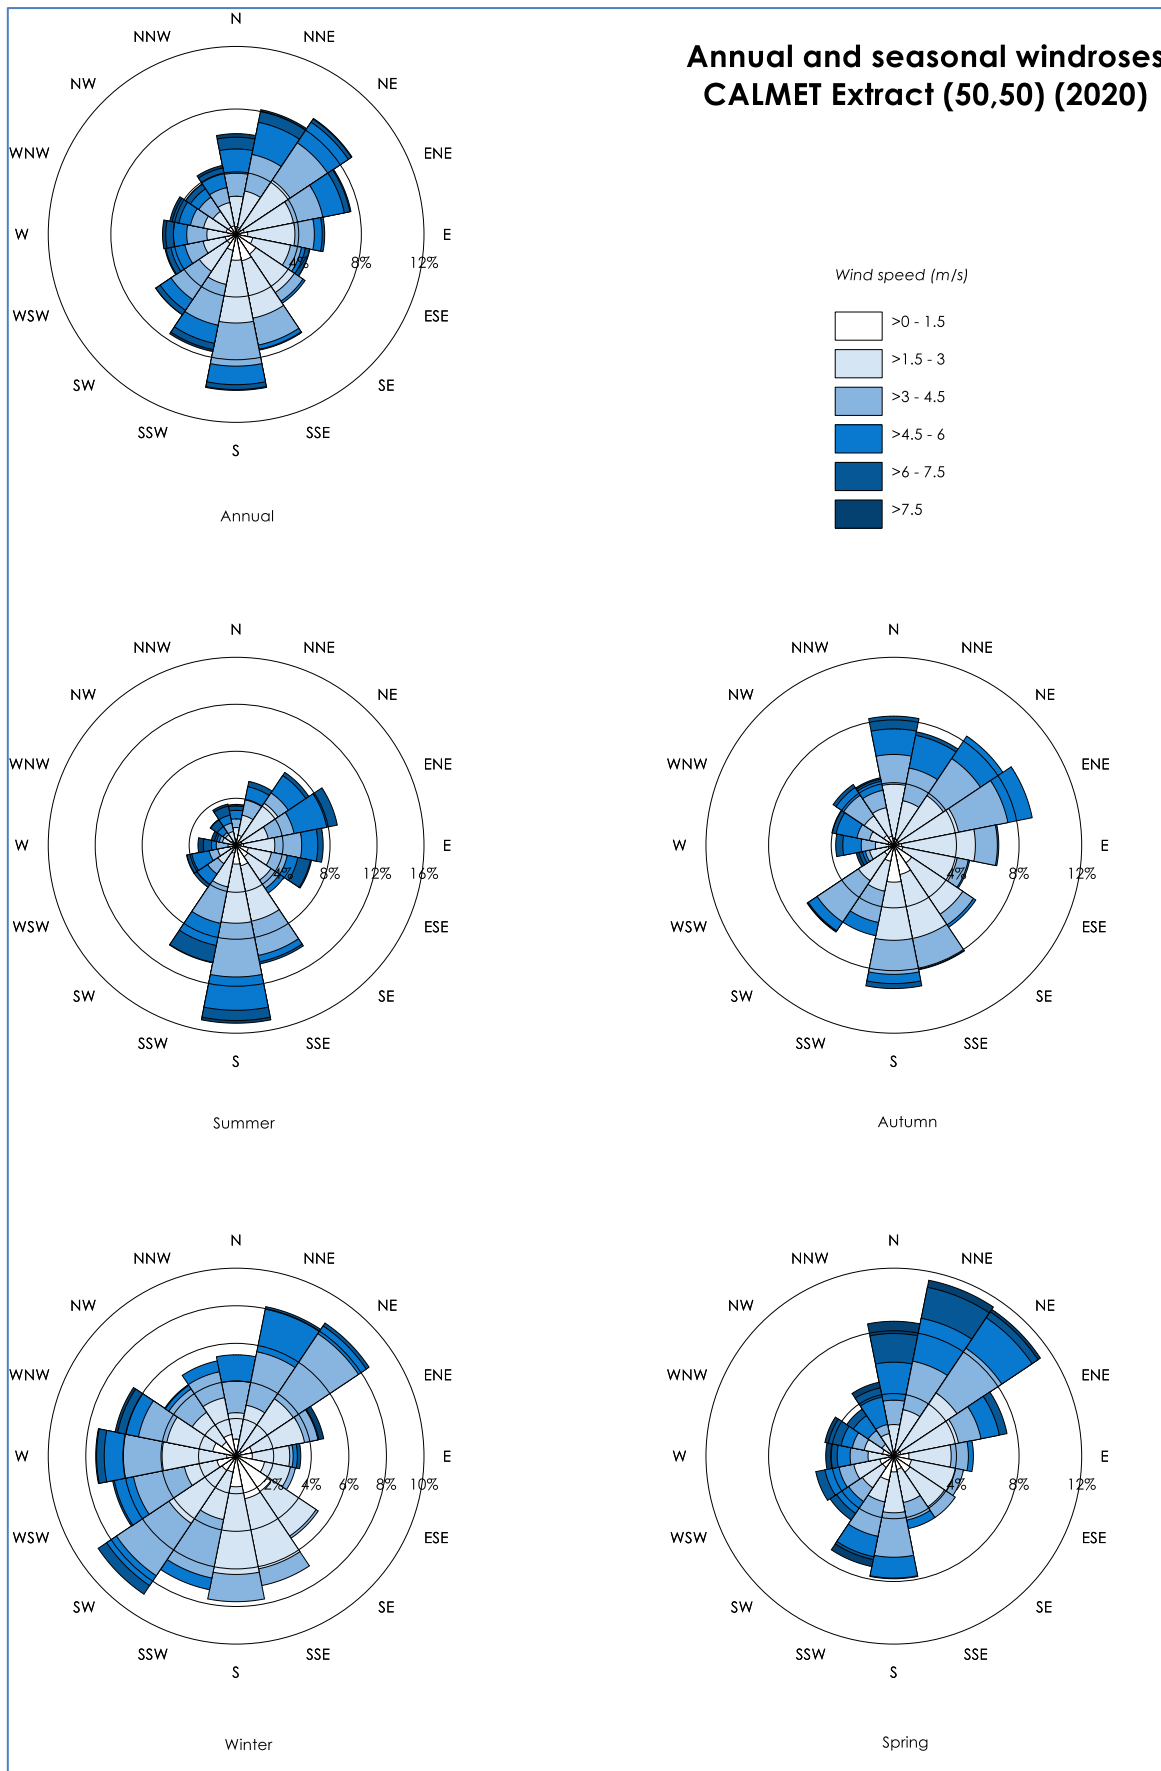 Annual and seasonal windroses
CALMET Extract (50,50) (2020)
N
NNW
NNE
NW
NE
WNW
ENE
W
E
4%
8%
12%
WSW
ESE
SW
SE
SSW
SSE
S
Annual
Wind speed (m/s)
>0 - 1.5
>1.5 - 3
>3 - 4.5
>4.5 - 6
>6 - 7.5
>7.5
N
NNW
NNE
NW
NE
WNW
ENE
W
E
4%
8%
12%
16%
WSW
ESE
SW
SE
SSW
SSE
S
Summer
N
NNW
NNE
NW
NE
WNW
ENE
W
E
4%
8%
12%
WSW
ESE
SW
SE
SSW
SSE
S
Autumn
N
NNW
NNE
NW
NE
WNW
ENE
W
E
2%
4%
6%
8%
10%
WSW
ESE
SW
SE
SSW
SSE
S
Winter
N
NNW
NNE
NW
NE
WNW
ENE
W
E
4%
8%
12%
WSW
ESE
SW
SE
SSW
SSE
S
Spring